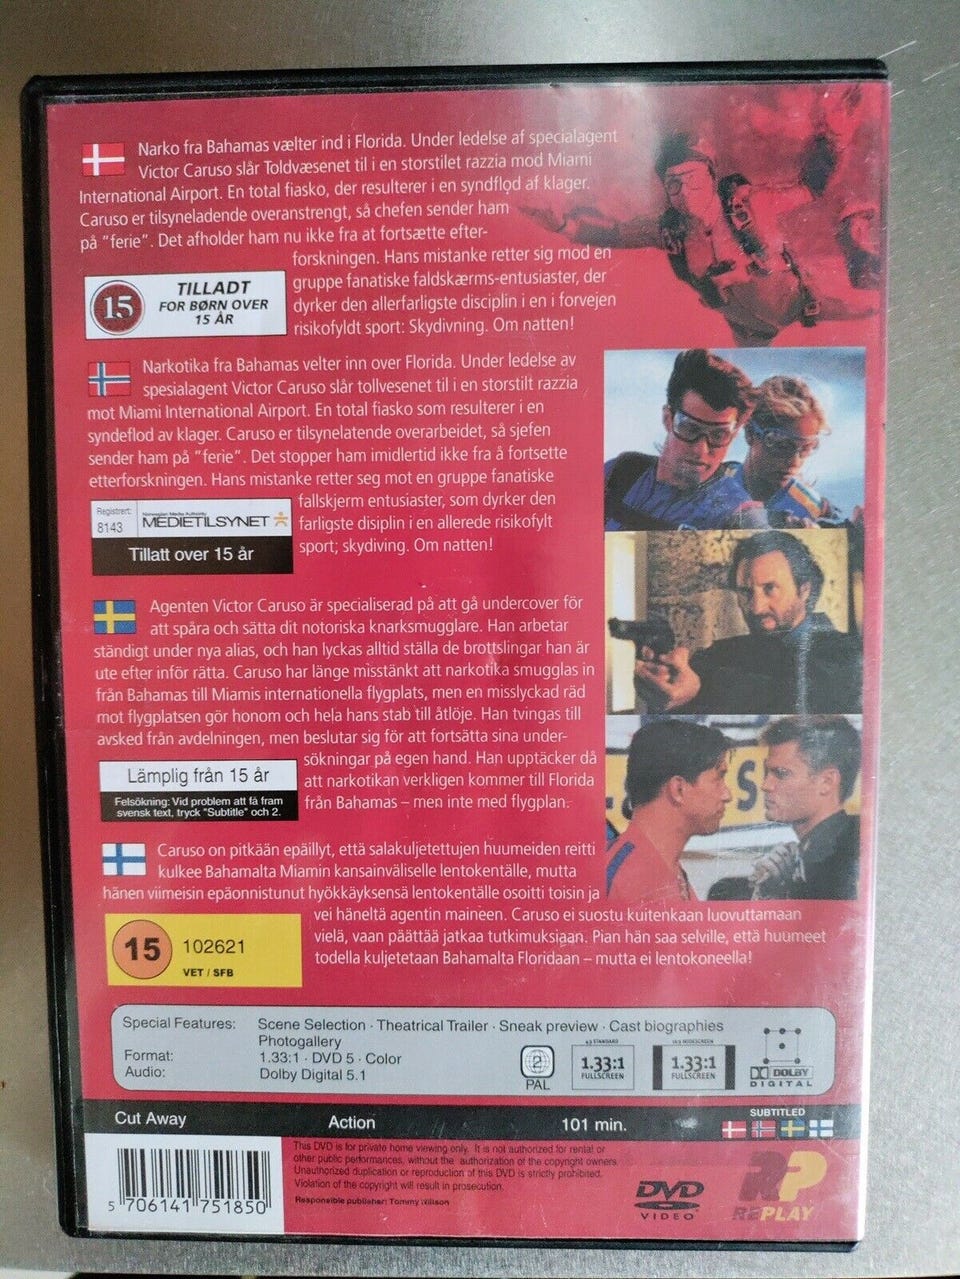 Narko fra Bahamas vælter ind i Florida. Under ledelse af specialagent
Victor Caruso slår Toldvæsenet til i en storstilet razzia mod Miami
International Airport. En total fiasko, der resulterer i en syndflod af klager.
Caruso er tilsyneladende overanstrengt, så chefen sender ham
på "ferie". Det afholder ham nu ikke fra at fortsætte efter-
forskningen. Hans mistanke retter sig mod en
gruppe fanatiske faldskærms-entusiaster, der
dyrker den allerfarligste disciplin i en i forvejen
risikofyldt sport: Skydivning. Om natten!
15
TILLADT
FOR BØRN OVER
15 ÅR
Narkotika fra Bahamas velter inn over Florida. Under ledelse av
spesialagent Victor Caruso slår tollvesenet til i en storstilt razzia
mot Miami International Airport. En total fiasko som resulterer i en
syndeflod av klager. Caruso er tilsynelatende overarbeidet, så sjefen
sender ham på "ferie". Det stopper ham imidlertid ikke fra å fortsette
etterforskningen. Hans mistanke retter seg mot en gruppe fanatiske
fallskjerm entusiaster, som dyrker den
farligste disiplin i en allerede risikofylt
sport; skydiving. Om natten!
Registrert:
8143
Norwegian Media Authority
MEDIETILSYNET
Tillatt over 15 år
Agenten Victor Caruso är specialiserad på att gå undercover för
att spåra och sätta dit notoriska knarksmugglare. Han arbetar
ständigt under nya alias, och han lyckas alltid ställa de brottslingar han är
ute efter inför rätta. Caruso har länge misstänkt att narkotika smugglas in
från Bahamas till Miamis internationella flygplats, men en misslyckad räd
mot flygplatsen gör honom och hela hans stab till åtlöje. Han tvingas till
avsked från avdelningen, men beslutar sig för att fortsätta sina under-
sökningar på egen hand. Han upptäcker då
att narkotikan verkligen kommer till Florida
från Bahamas – men inte med flygplan.
Lämplig från 15 år
Felsökning: Vid problem att få fram
svensk text, tryck "Subtitle" och 2.
Caruso on pitkään epäillyt, että salakuljetettujen huumeiden reitti
kulkee Bahamalta Miamin kansainväliselle lentokentälle, mutta
hänen viimeisin epäonnistunut hyökkäyksensä lentokentälle osoitti toisin ja
vei häneltä agentin maineen. Caruso ei suostu kuitenkaan luovuttamaan
vielä, vaan päättää jatkaa tutkimuksiaan. Pian hän saa selville, että huumeet
todella kuljetetaan Bahamalta Floridaan – mutta ei lentokoneella!
15
102621
VET / SFB
Special Features: Scene Selection · Theatrical Trailer · Sneak preview · Cast biographies
Photogallery
Format: 1.33:1 · DVD 5 · Color
Audio: Dolby Digital 5.1
2
PAL
4:3 STANDARD
1.33:1
FULLSCREEN
16:9 WIDESCREEN
1.33:1
FULLSCREEN
DOLBY
DIGITAL
Cut Away Action 101 min.
SUBTITLED
This DVD is for private home viewing only. It is not authorized for rental or
other public performances, without the authorization of the copyright owners.
Unauthorized duplication or reproduction of this DVD is strictly prohibited.
Violation of the copyright will result in prosecution.
Responsible publisher: Tommy
5 706141 751850
DVD
VIDEO
RP
REPLAY